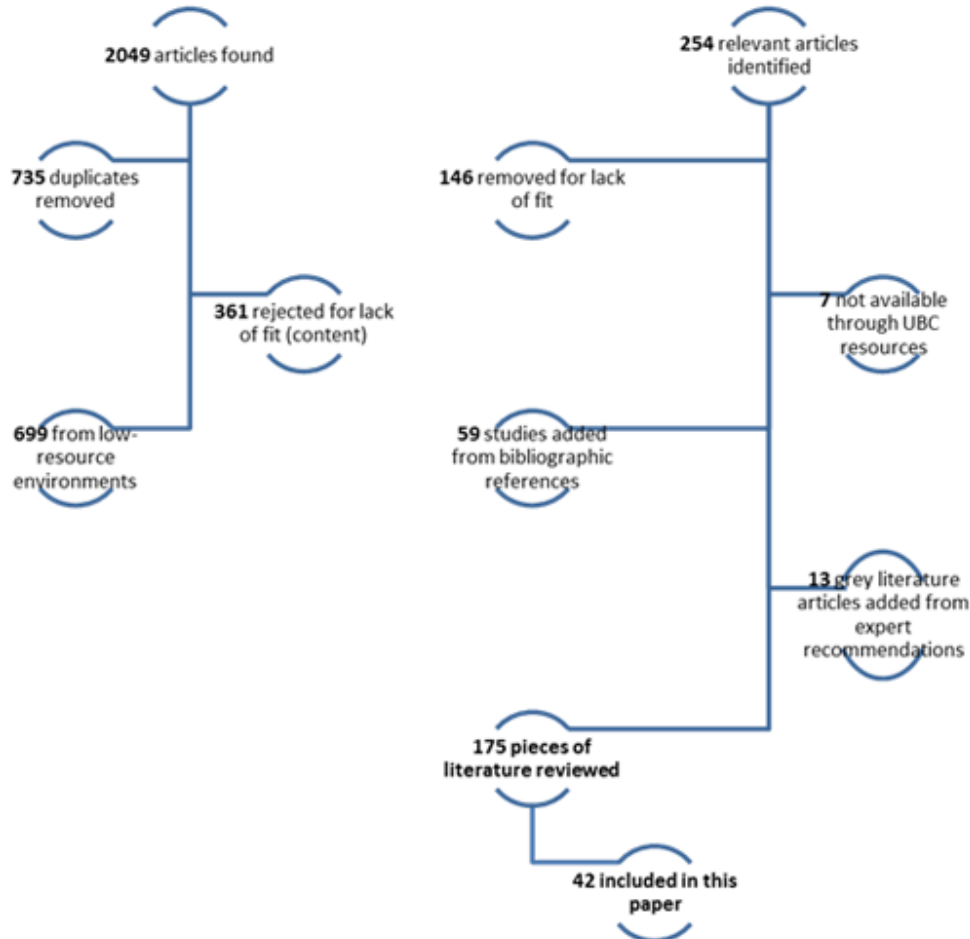 2049 articles found
735 duplicates
removed
361 rejected for lack
of fit (content)
699 from low-
resource
environments
254 relevant articles
identified
146 removed for lack
of fit
7 not available
through UBC
resources
59 studies added
from bibliographic
references
13 grey literature
articles added from
expert
recommendations
175 pieces of
literature reviewed
42 included in this
paper